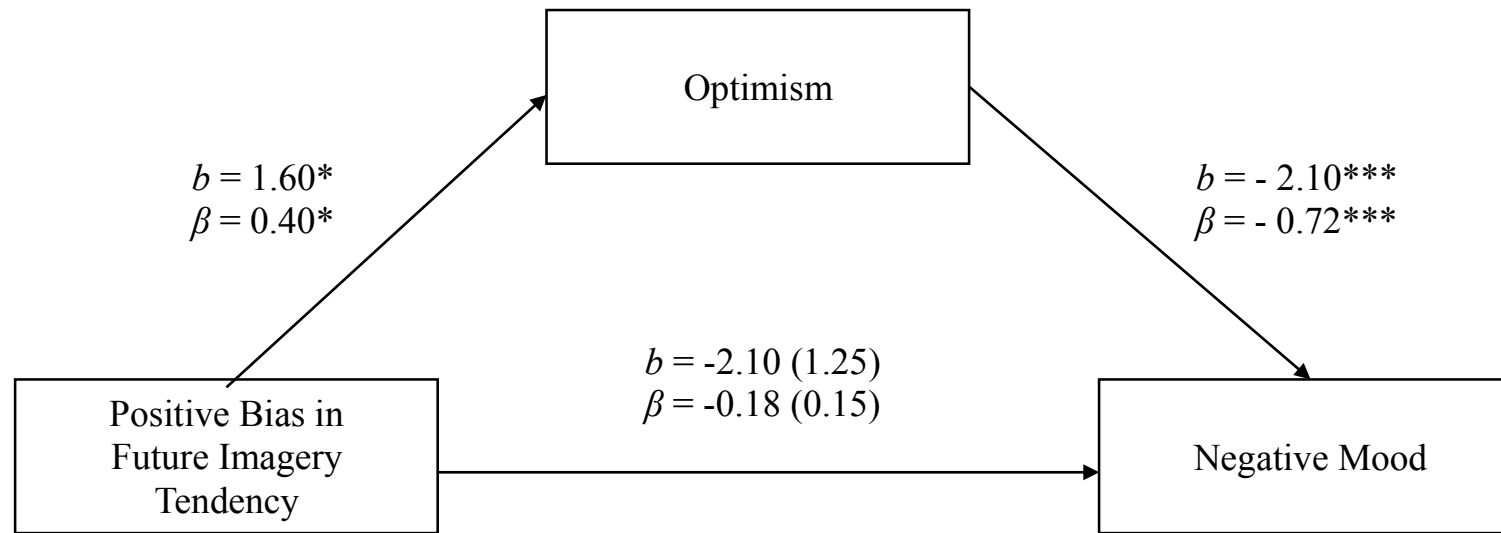 Optimism
b = 1.60*
β = 0.40*
b = - 2.10***
β = - 0.72***
b = -2.10 (1.25)
β = -0.18 (0.15)
Positive Bias in
Future Imagery
Tendency
Negative Mood